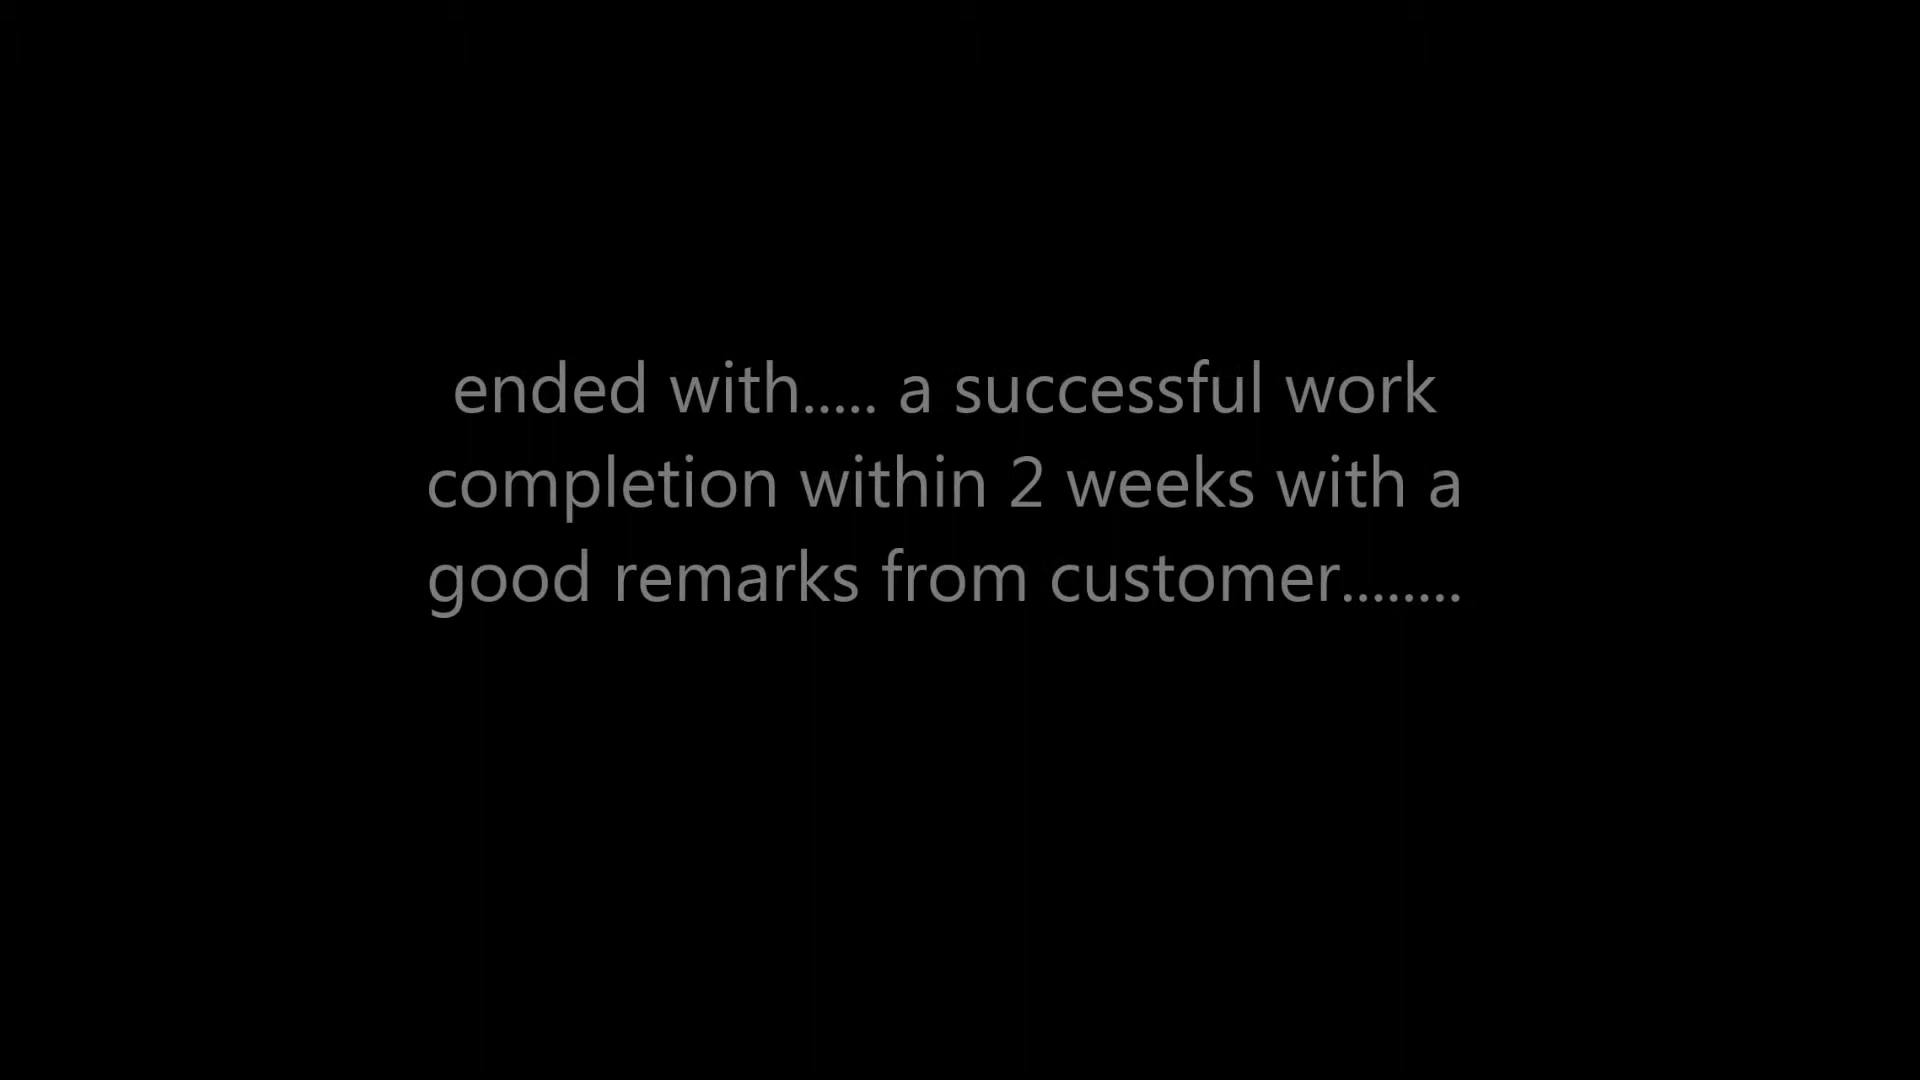 ended with..... a successful work
completion within 2 weeks with a
good remarks from customer........